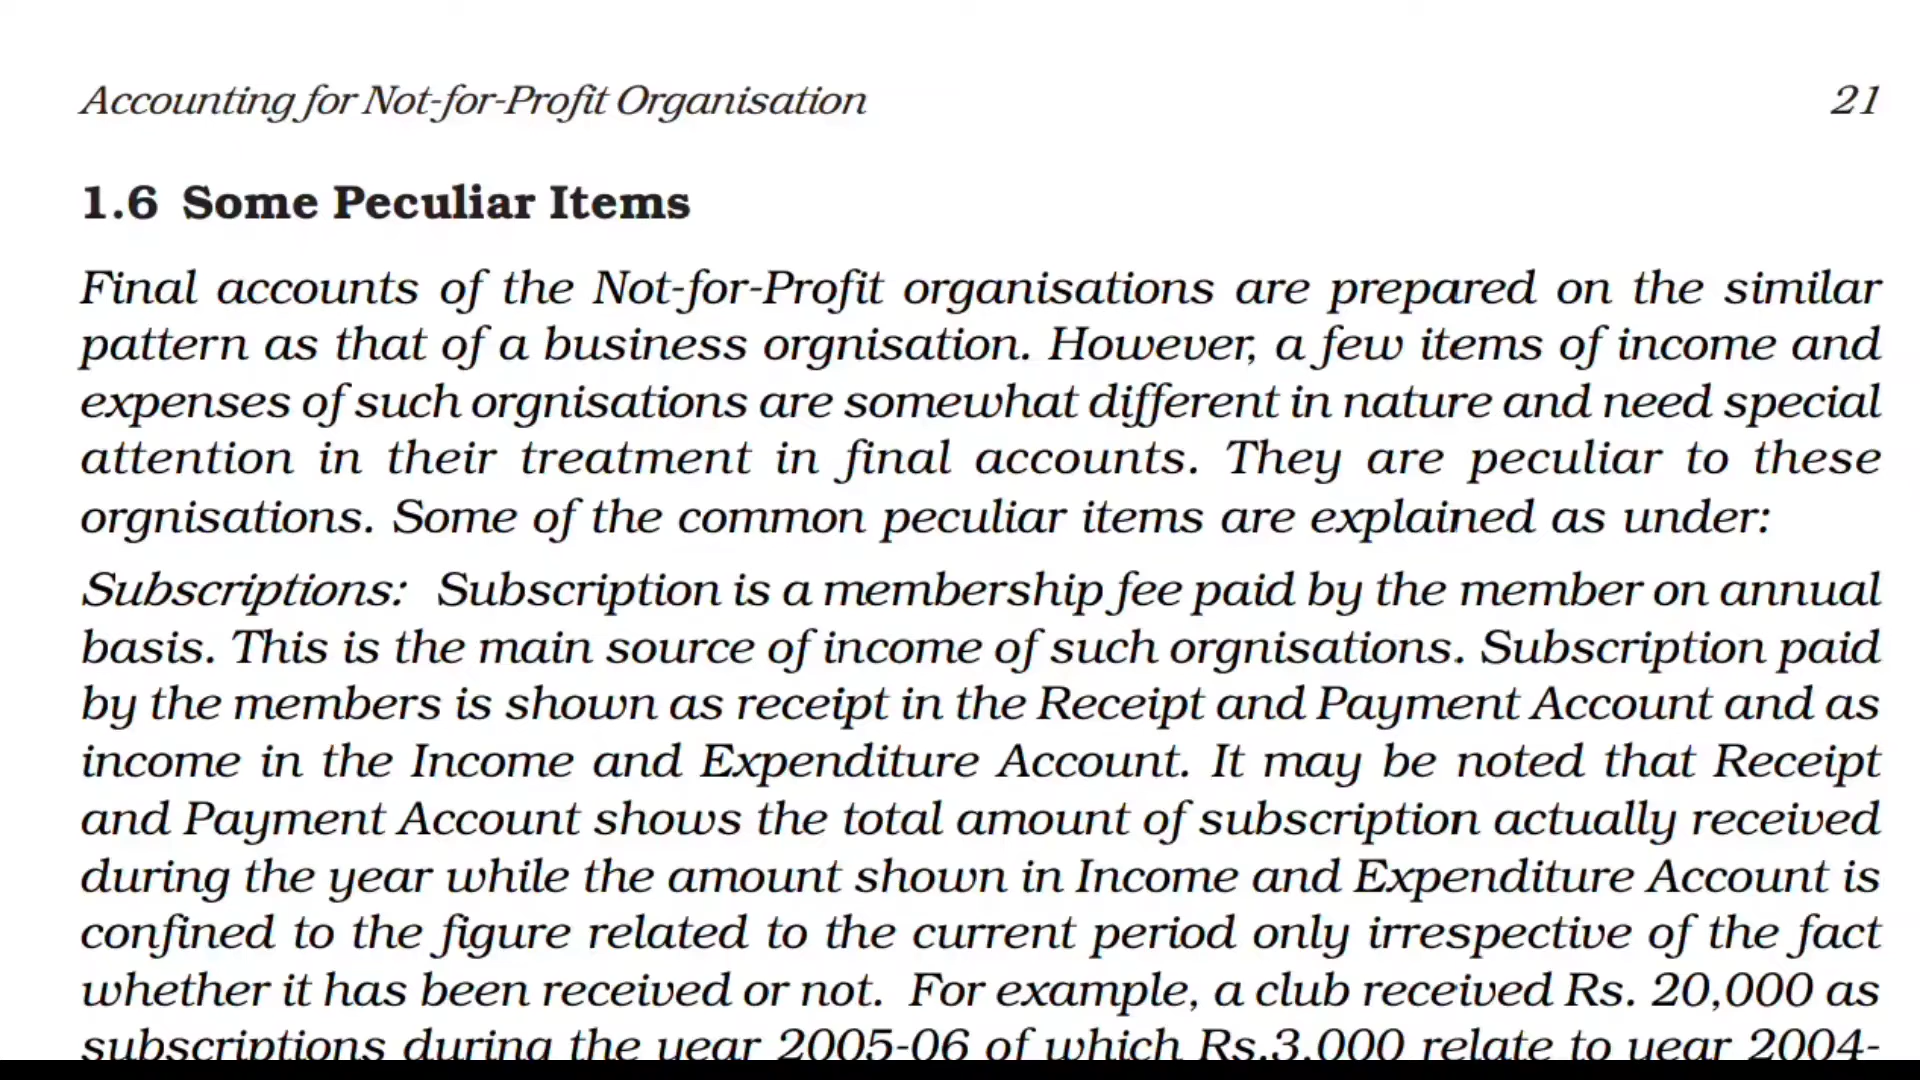 Accounting for Not-for-Profit Organisation 21
1.6 Some Peculiar Items
Final accounts of the Not-for-Profit organisations are prepared on the similar
pattern as that of a business orgnisation. However, a few items of income and
expenses of such orgnisations are somewhat different in nature and need special
attention in their treatment in final accounts. They are peculiar to these
orgnisations. Some of the common peculiar items are explained as under:
Subscriptions: Subscription is a membership fee paid by the member on annual
basis. This is the main source of income of such orgnisations. Subscription paid
by the members is shown as receipt in the Receipt and Payment Account and as
income in the Income and Expenditure Account. It may be noted that Receipt
and Payment Account shows the total amount of subscription actually received
during the year while the amount shown in Income and Expenditure Account is
confined to the figure related to the current period only irrespective of the fact
whether it has been received or not. For example, a club received Rs. 20,000 as
subscriptions during the year 2005-06 of which Rs.3,000 relate to year 2004-